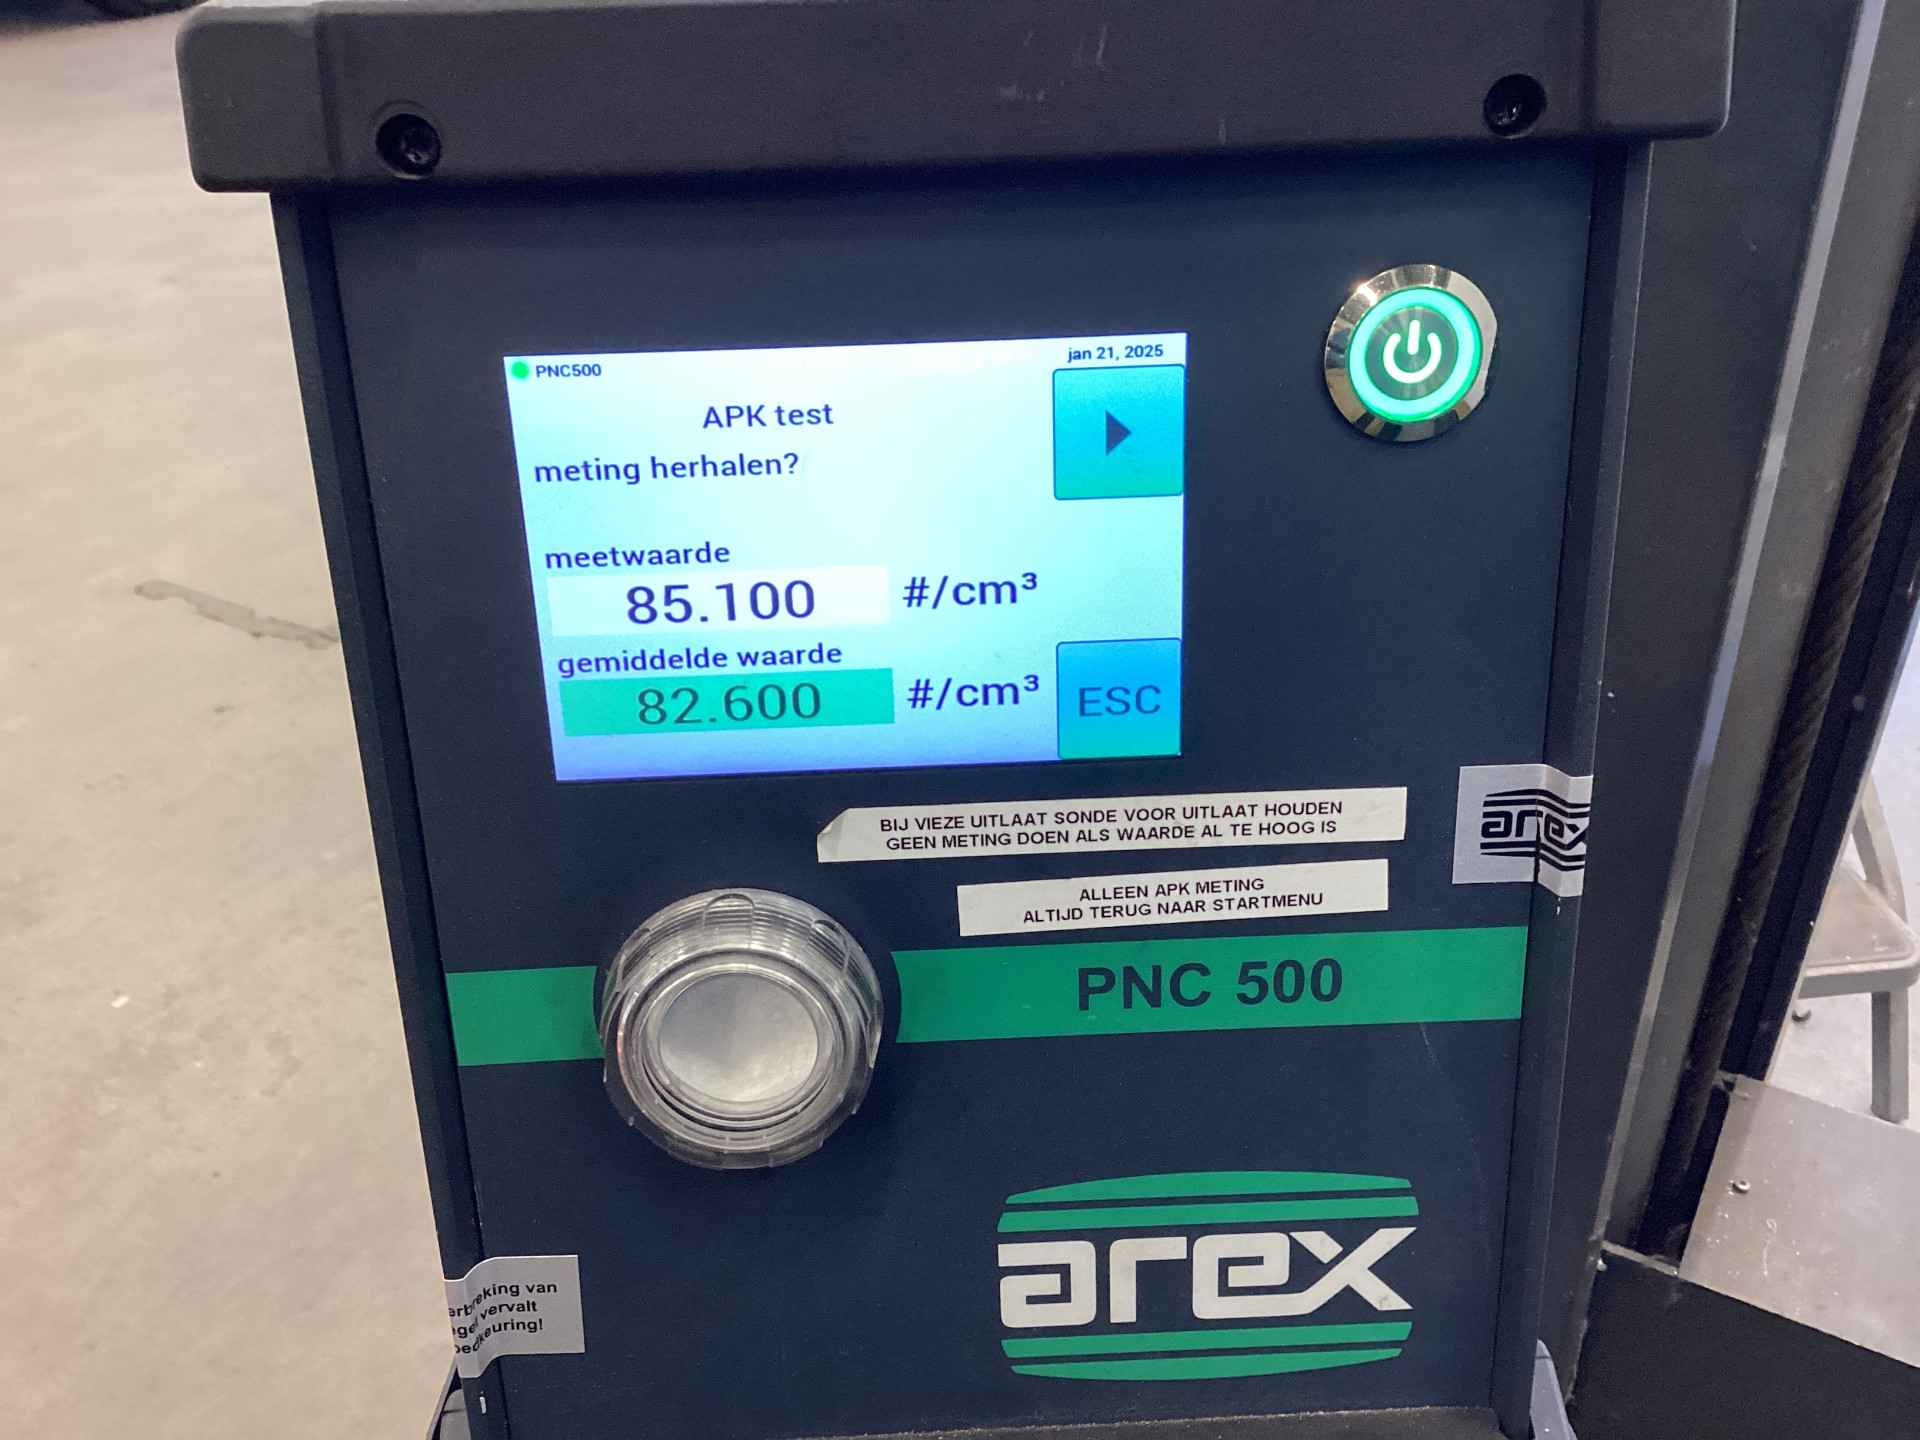 PNC500
jan 21, 2025
APK test
meting herhalen?
meetwaarde
85.100 #/cm³
gemiddelde waarde
82.600 #/cm³
ESC
BIJ VIEZE UITLAAT SONDE VOOR UITLAAT HOUDEN
GEEN METING DOEN ALS WAARDE AL TE HOOG IS
arex
ALLEEN APK METING
ALTIJD TERUG NAAR STARTMENU
PNC 500
arex
van
vervalt